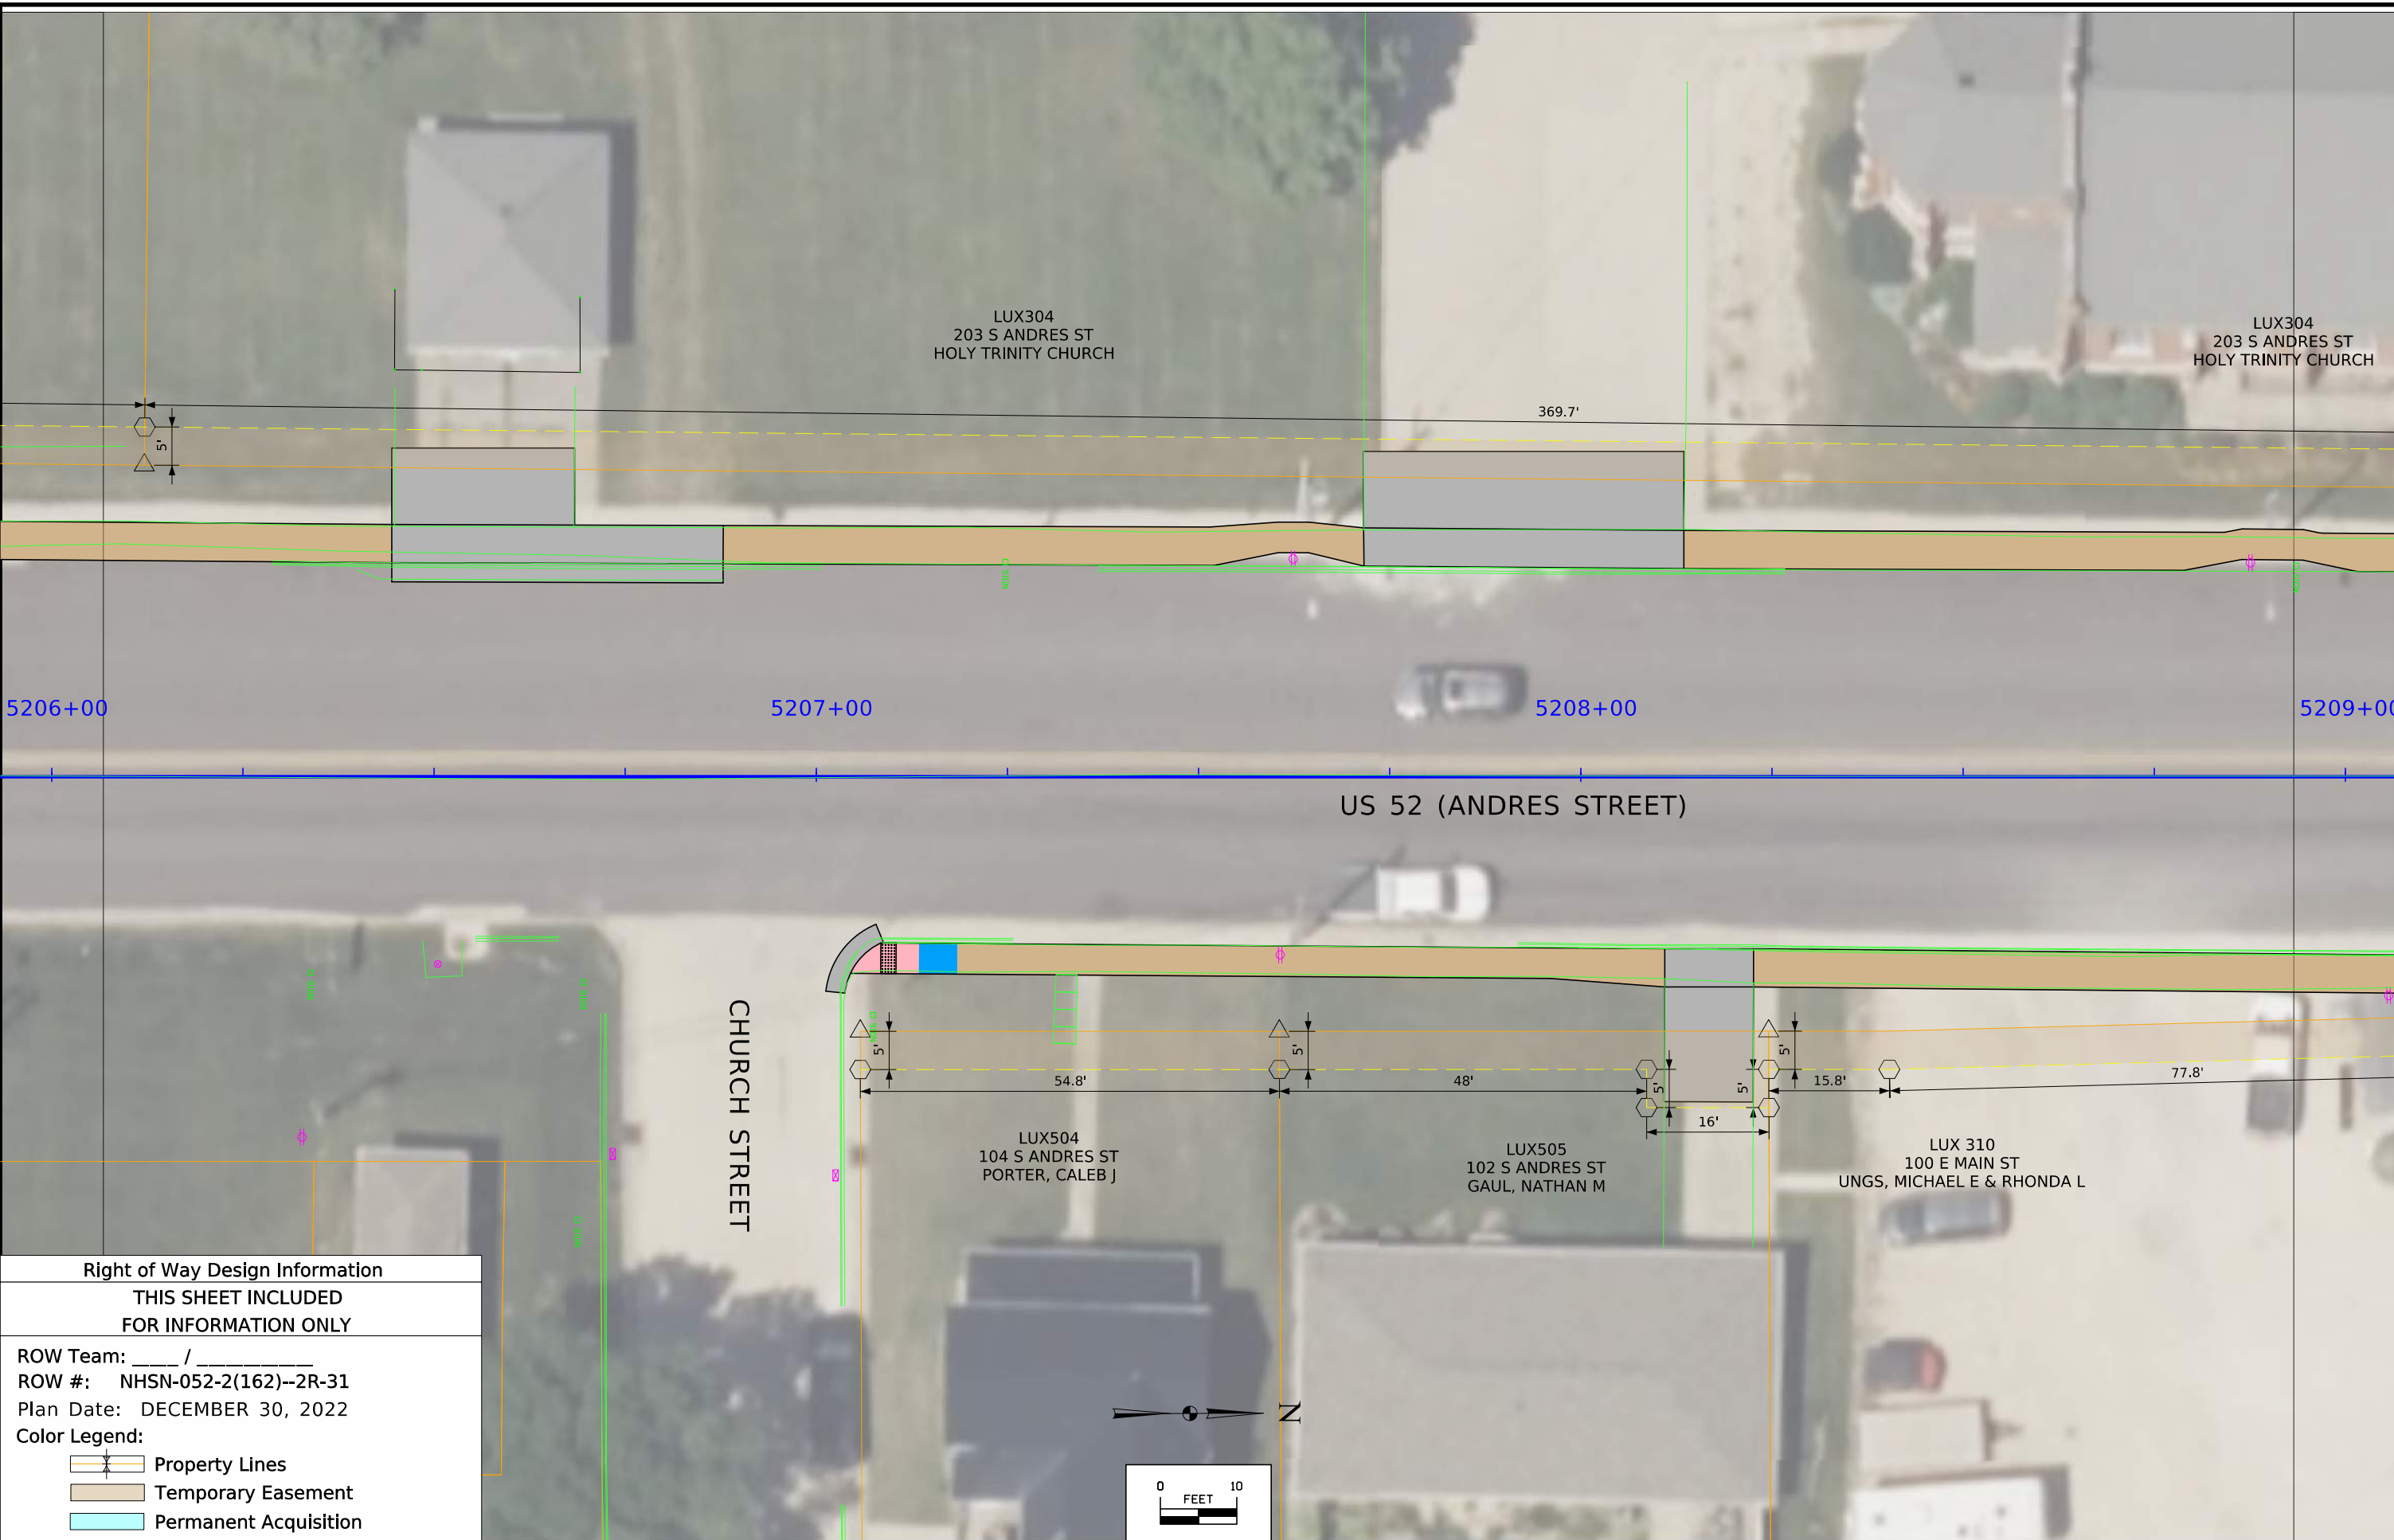 LUX304
203 S ANDRES ST
HOLY TRINITY CHURCH
LUX304
203 S ANDRES ST
HOLY TRINITY CHURCH
369.7'
5'
5206+00
5207+00
5208+00
5209+00
US 52 (ANDRES STREET)
CHURCH STREET
5'
5'
5'
5'
5'
54.8'
48'
15.8'
77.8'
16'
LUX504
104 S ANDRES ST
PORTER, CALEB J
LUX505
102 S ANDRES ST
GAUL, NATHAN M
LUX 310
100 E MAIN ST
UNGS, MICHAEL E & RHONDA L
N
0 10
FEET
Right of Way Design Information
THIS SHEET INCLUDED
FOR INFORMATION ONLY
ROW Team: ____ / __________
ROW #: NHSN-052-2(162)--2R-31
Plan Date: DECEMBER 30, 2022
Color Legend:
Property Lines
Temporary Easement
Permanent Acquisition